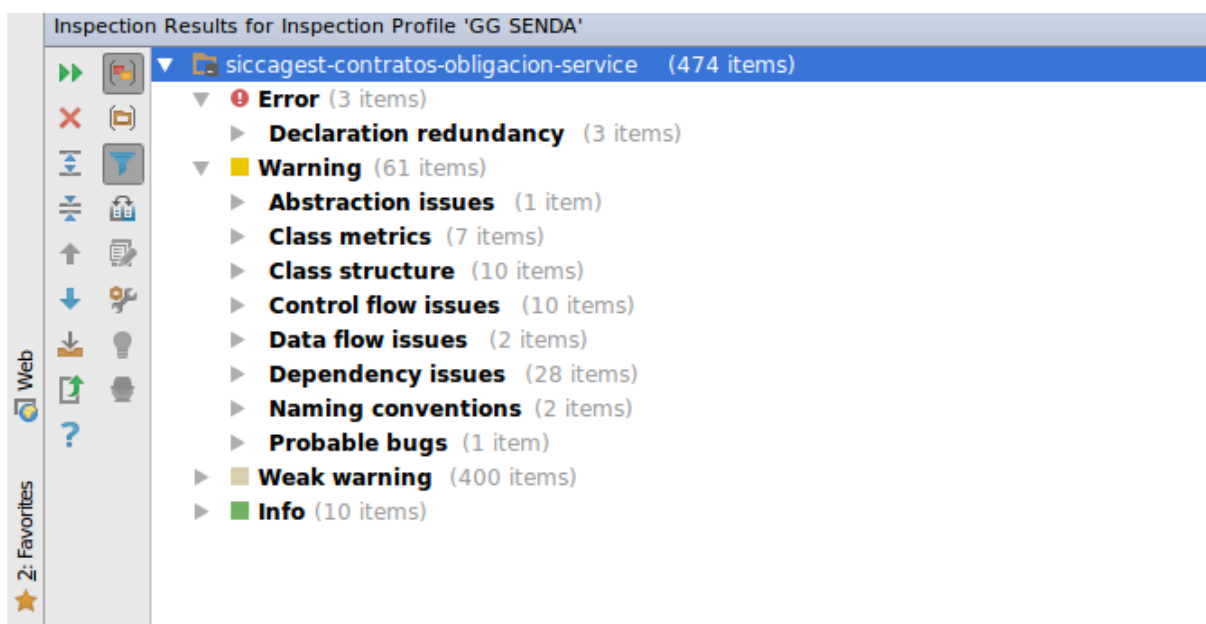 Inspection Results for Inspection Profile 'GG SENDA'
siccagest-contratos-obligacion-service (474 items)
Error (3 items)
Declaration redundancy (3 items)
Warning (61 items)
Abstraction issues (1 item)
Class metrics (7 items)
Class structure (10 items)
Control flow issues (10 items)
Data flow issues (2 items)
Dependency issues (28 items)
Naming conventions (2 items)
Probable bugs (1 item)
Weak warning (400 items)
Info (10 items)
?
Web
2: Favorites